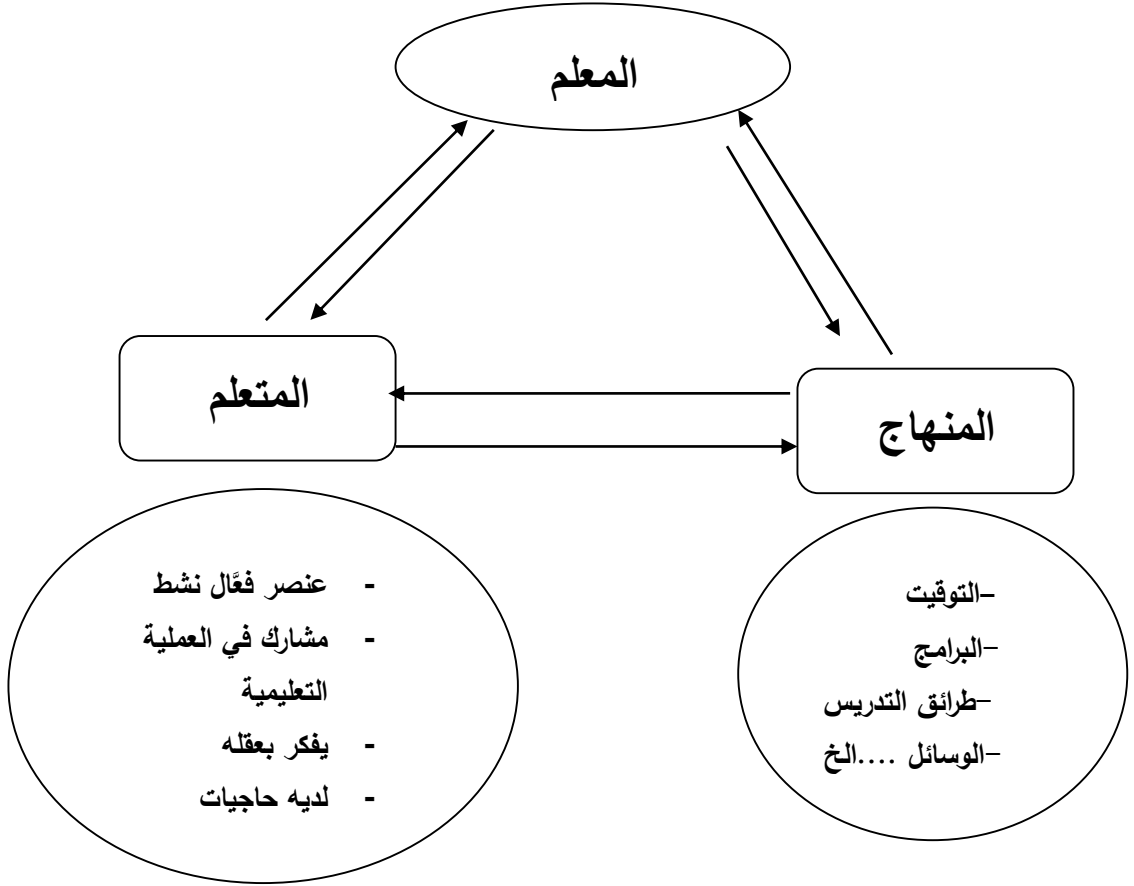 المعلم
المتعلم
المنهاج
- عنصر فعَّال نشط
- مشارك في العملية
التعليمية
- يفكر بعقله
- لديه حاجيات
-التوقيت
-البرامج
-طرائق التدريس
-الوسائل ....الخ